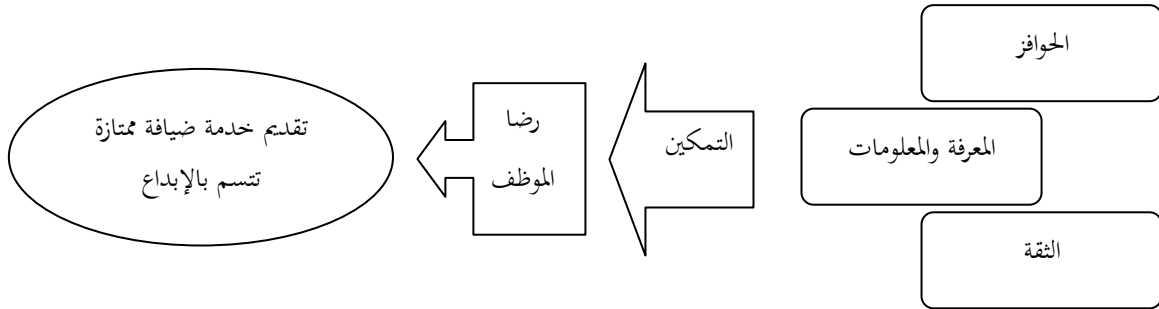 الحوافز
المعرفة والمعلومات
الثقة
التمكين
رضا
الموظف
تقديم خدمة ضيافة ممتازة
تتسم بالإبداع